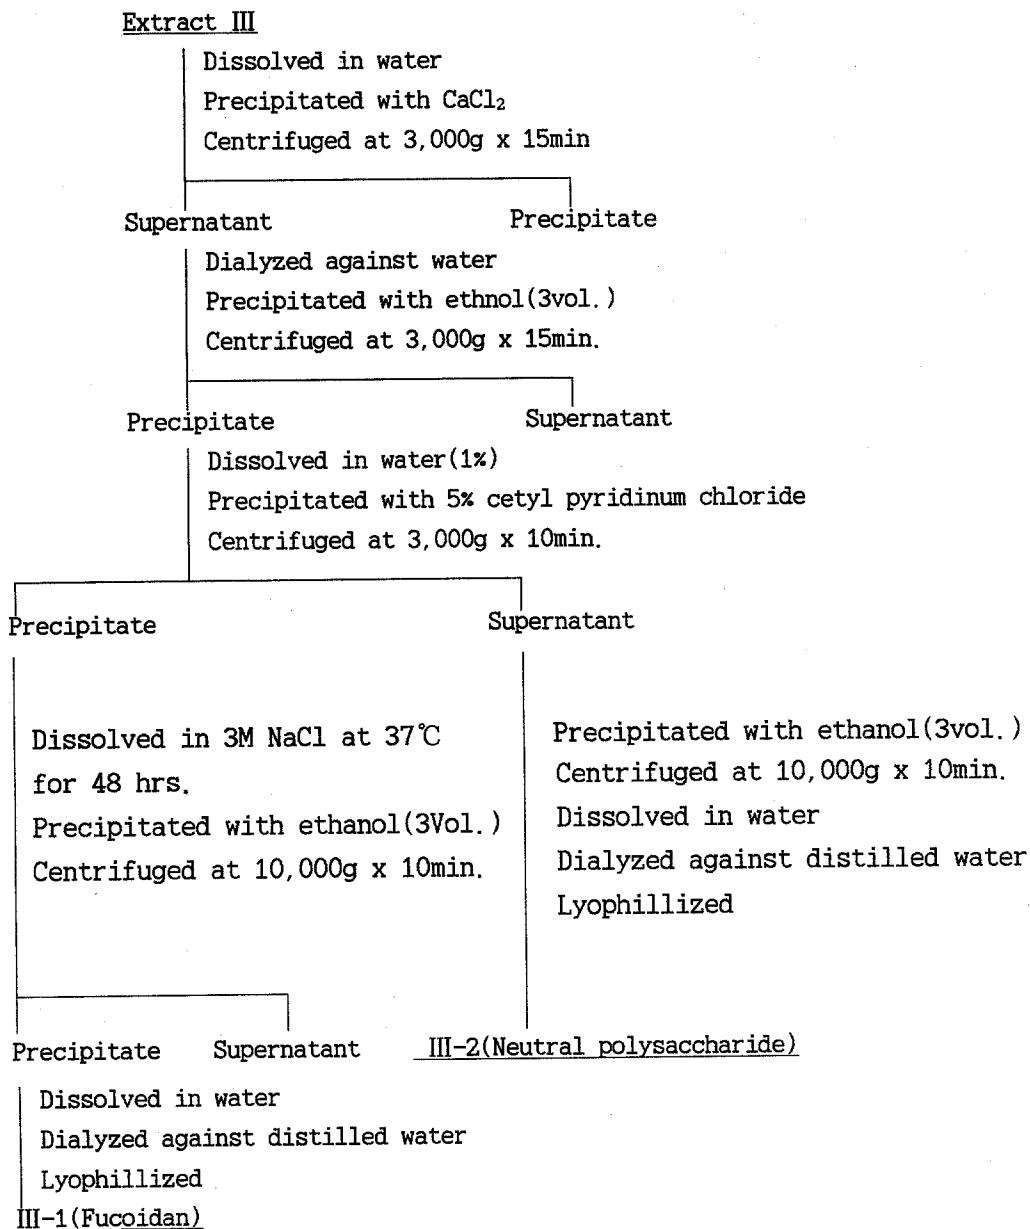 Extract Ⅲ
Dissolved in water
Precipitated with CaCl₂
Centrifuged at 3,000g x 15min
Supernatant Precipitate
Dialyzed against water
Precipitated with ethnol(3vol.)
Centrifuged at 3,000g x 15min.
Precipitate Supernatant
Dissolved in water(1%)
Precipitated with 5% cetyl pyridinum chloride
Centrifuged at 3,000g x 10min.
Precipitate Supernatant
Dissolved in 3M NaCl at 37℃
for 48 hrs.
Precipitated with ethanol(3Vol.)
Centrifuged at 10,000g x 10min.
Precipitated with ethanol(3vol.)
Centrifuged at 10,000g x 10min.
Dissolved in water
Dialyzed against distilled water
Lyophillized
Precipitate Supernatant Ⅲ-2(Neutral polysaccharide)
Dissolved in water
Dialyzed against distilled water
Lyophillized
Ⅲ-1(Fucoidan)